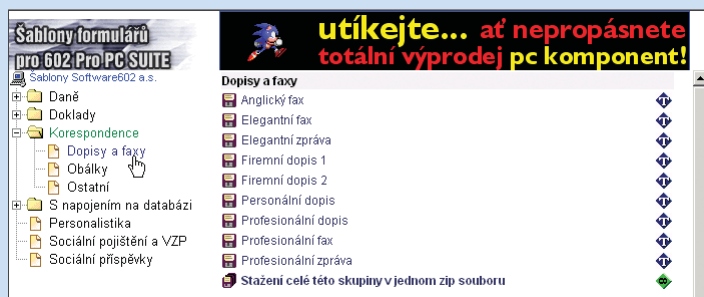 Šablony formulářů
pro 602 Pro PC SUITE
utíkejte... ať nepropásnete
totální výprodej pc komponent!
Šablony Software602 a.s.
Daně
Doklady
Korespondence
Dopisy a faxy
Obálky
Ostatní
S napojením na databázi
Personalistika
Sociální pojištění a VZP
Sociální příspěvky
Dopisy a faxy
Anglický fax
Elegantní fax
Elegantní zpráva
Firemní dopis 1
Firemní dopis 2
Personální dopis
Profesionální dopis
Profesionální fax
Profesionální zpráva
Stažení celé této skupiny v jednom zip souboru